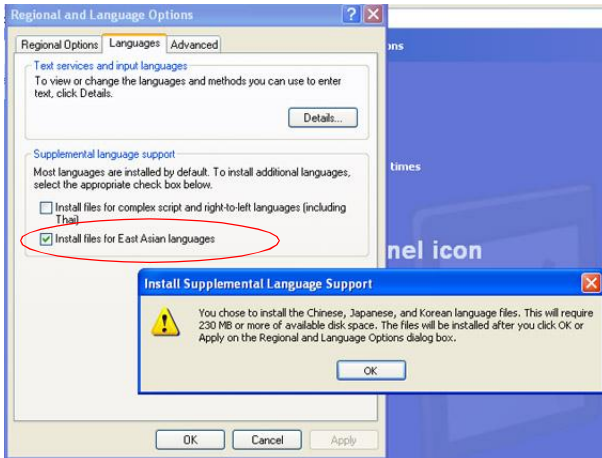 Regional and Language Options
ons
Regional Options Languages Advanced
Text services and input languages
To view or change the languages and methods you can use to enter
text, click Details.
Details...
Supplemental language support
Most languages are installed by default. To install additional languages,
select the appropriate check box below.
times
Install files for complex script and right-to-left languages (including
Thai)
Install files for East Asian languages
nel icon
Install Supplemental Language Support
You chose to install the Chinese, Japanese, and Korean language files. This will require
230 MB or more of available disk space. The files will be installed after you click OK or
Apply on the Regional and Language Options dialog box.
OK
OK Cancel Apply